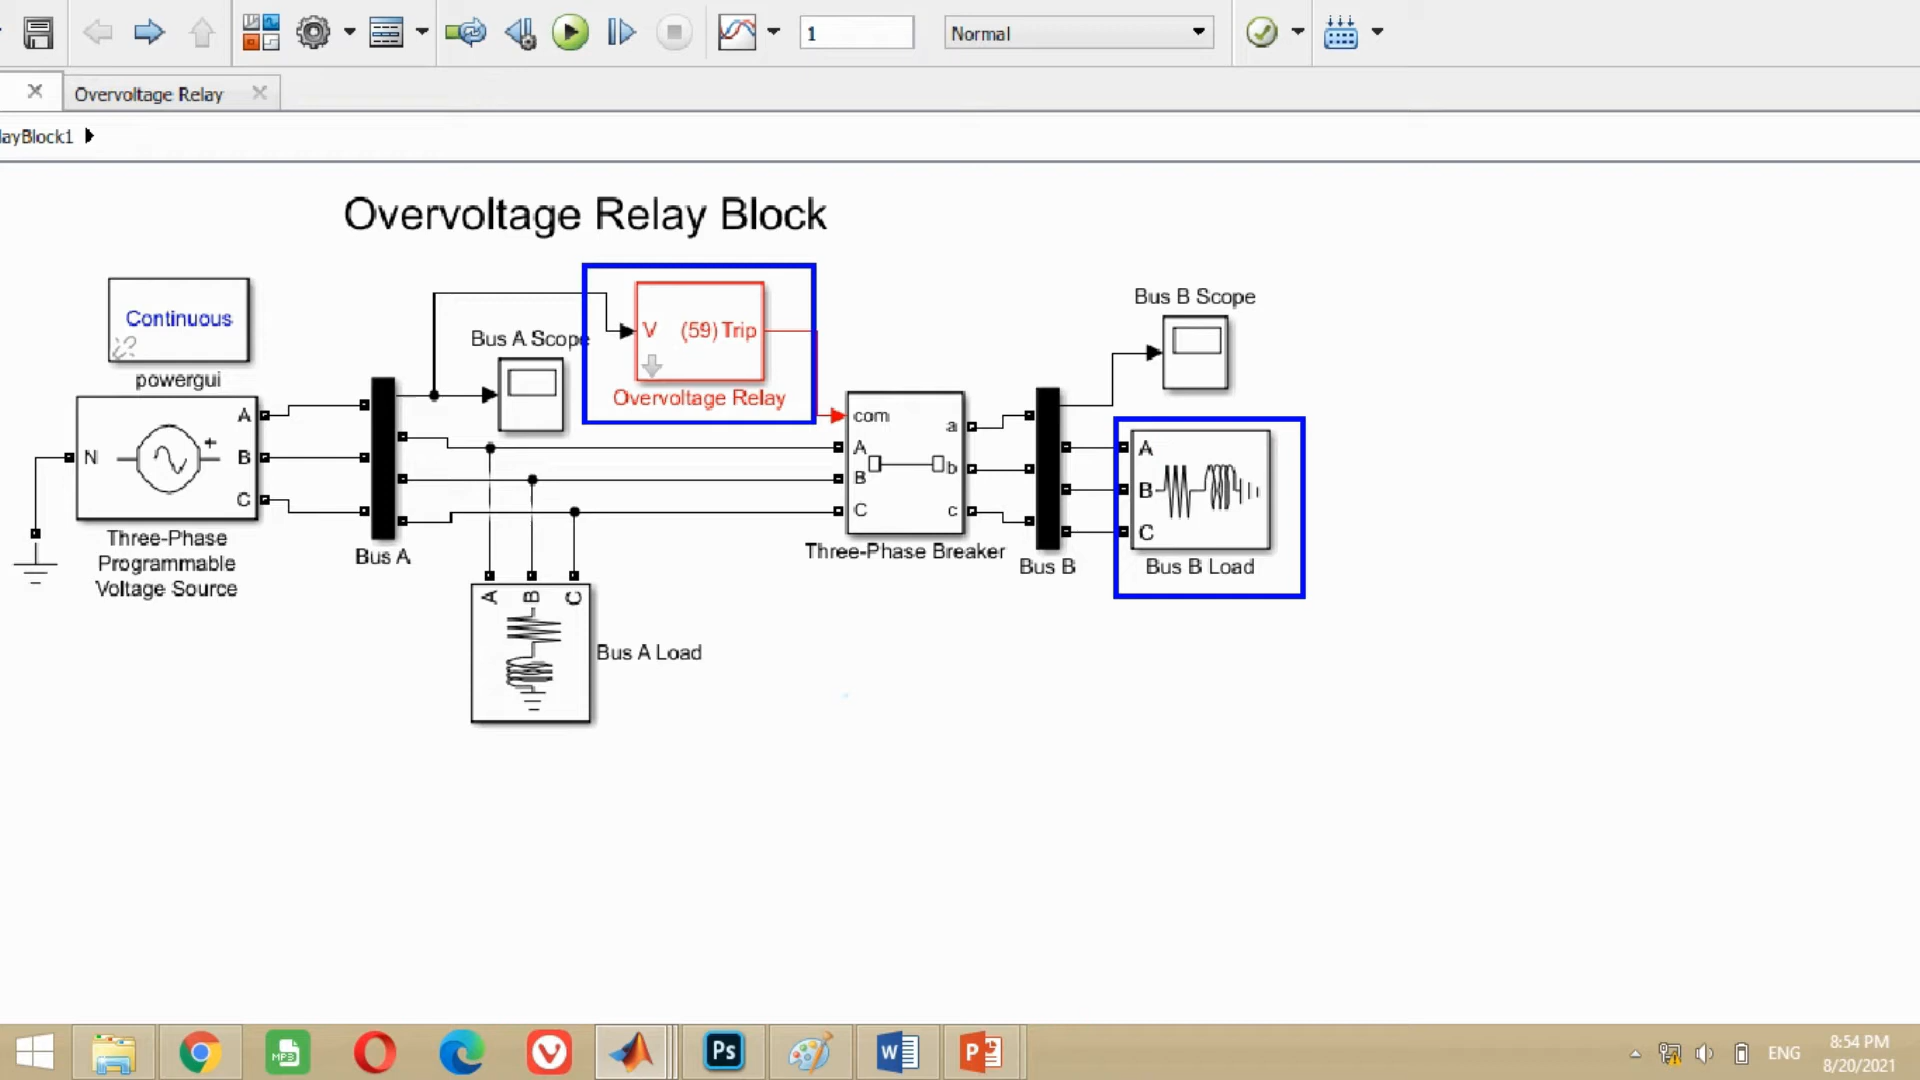 1
Normal
Overvoltage Relay
layBlock1
Overvoltage Relay Block
Continuous
powergui
Bus A Scope
V (59) Trip
Overvoltage Relay
Bus B Scope
N
A
B
C
Three-Phase
Programmable
Voltage Source
Bus A
A B C
Bus A Load
com
A
B
C
a
b
c
Three-Phase Breaker
Bus B
A
B
C
Bus B Load
MP3
Ps
W
P
ENG
8:54 PM
8/20/2021